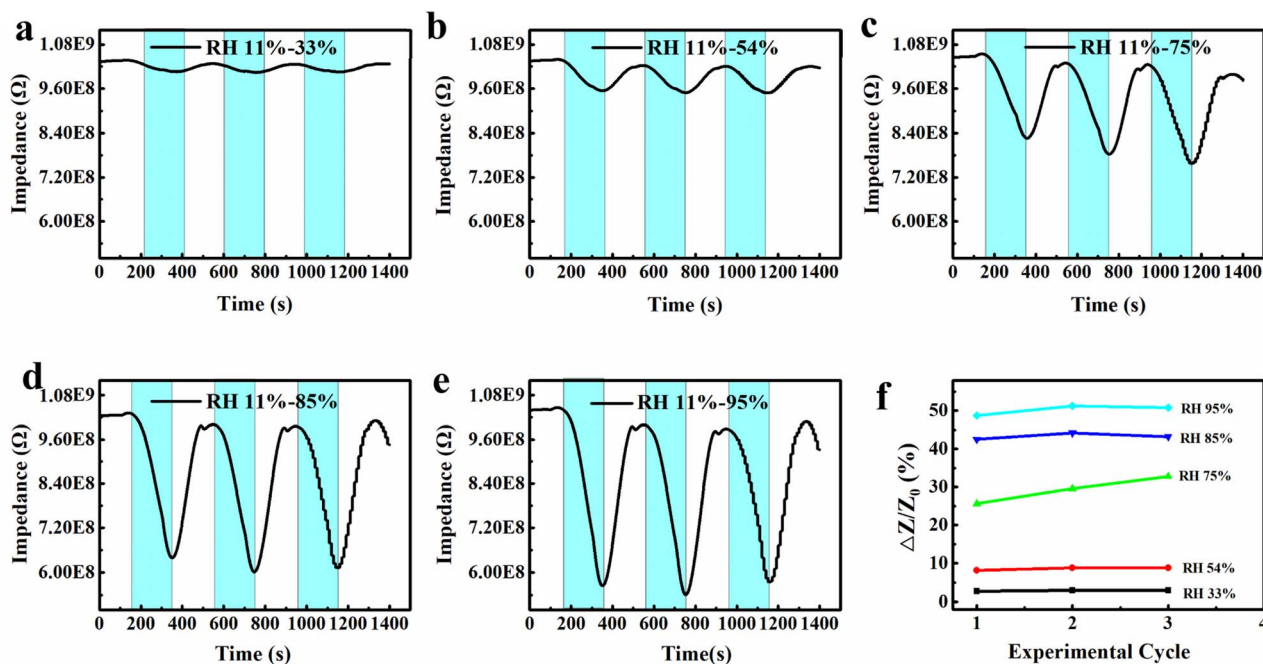 a
RH 11%-33%
1.08E9
9.60E8
8.40E8
7.20E8
6.00E8
Impedance (Ω)
0 200 400 600 800 1000 1200 1400
Time (s)
b
RH 11%-54%
1.08E9
9.60E8
8.40E8
7.20E8
6.00E8
Impedance (Ω)
0 200 400 600 800 1000 1200 1400
Time (s)
c
RH 11%-75%
1.08E9
9.60E8
8.40E8
7.20E8
6.00E8
Impedance (Ω)
0 200 400 600 800 1000 1200 1400
Time (s)
d
RH 11%-85%
1.08E9
9.60E8
8.40E8
7.20E8
6.00E8
Impedance (Ω)
0 200 400 600 800 1000 1200 1400
Time (s)
e
RH 11%-95%
1.08E9
9.60E8
8.40E8
7.20E8
6.00E8
Impedance (Ω)
0 200 400 600 800 1000 1200 1400
Time(s)
f
50
40
30
20
10
0
△Z/Z0 (%)
RH 95%
RH 85%
RH 75%
RH 54%
RH 33%
1 2 3 4
Experimental Cycle